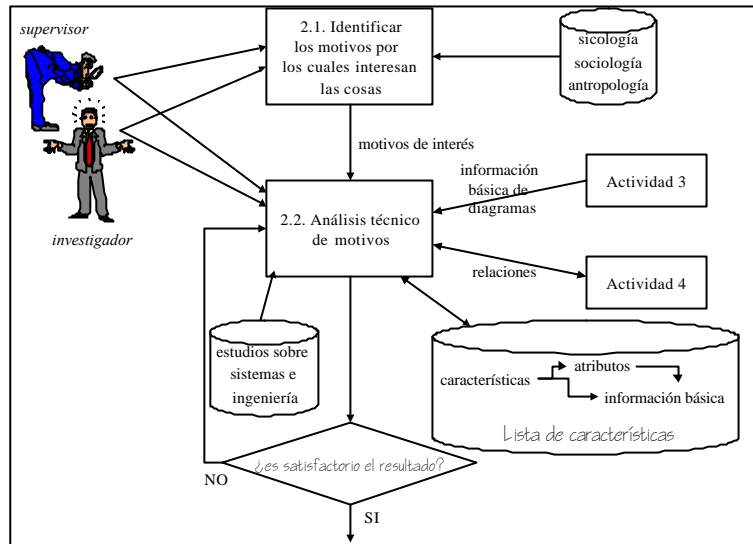 supervisor
2.1. Identificar
los motivos por
los cuales interesan
las cosas
sicología
sociología
antropología
motivos de interés
información
básica de
diagramas
Actividad 3
investigador
2.2. Análisis técnico
de motivos
relaciones
Actividad 4
estudios sobre
sistemas e
ingeniería
atributos
características
información básica
Lista de características
¿es satisfactorio el resultado?
NO
SI